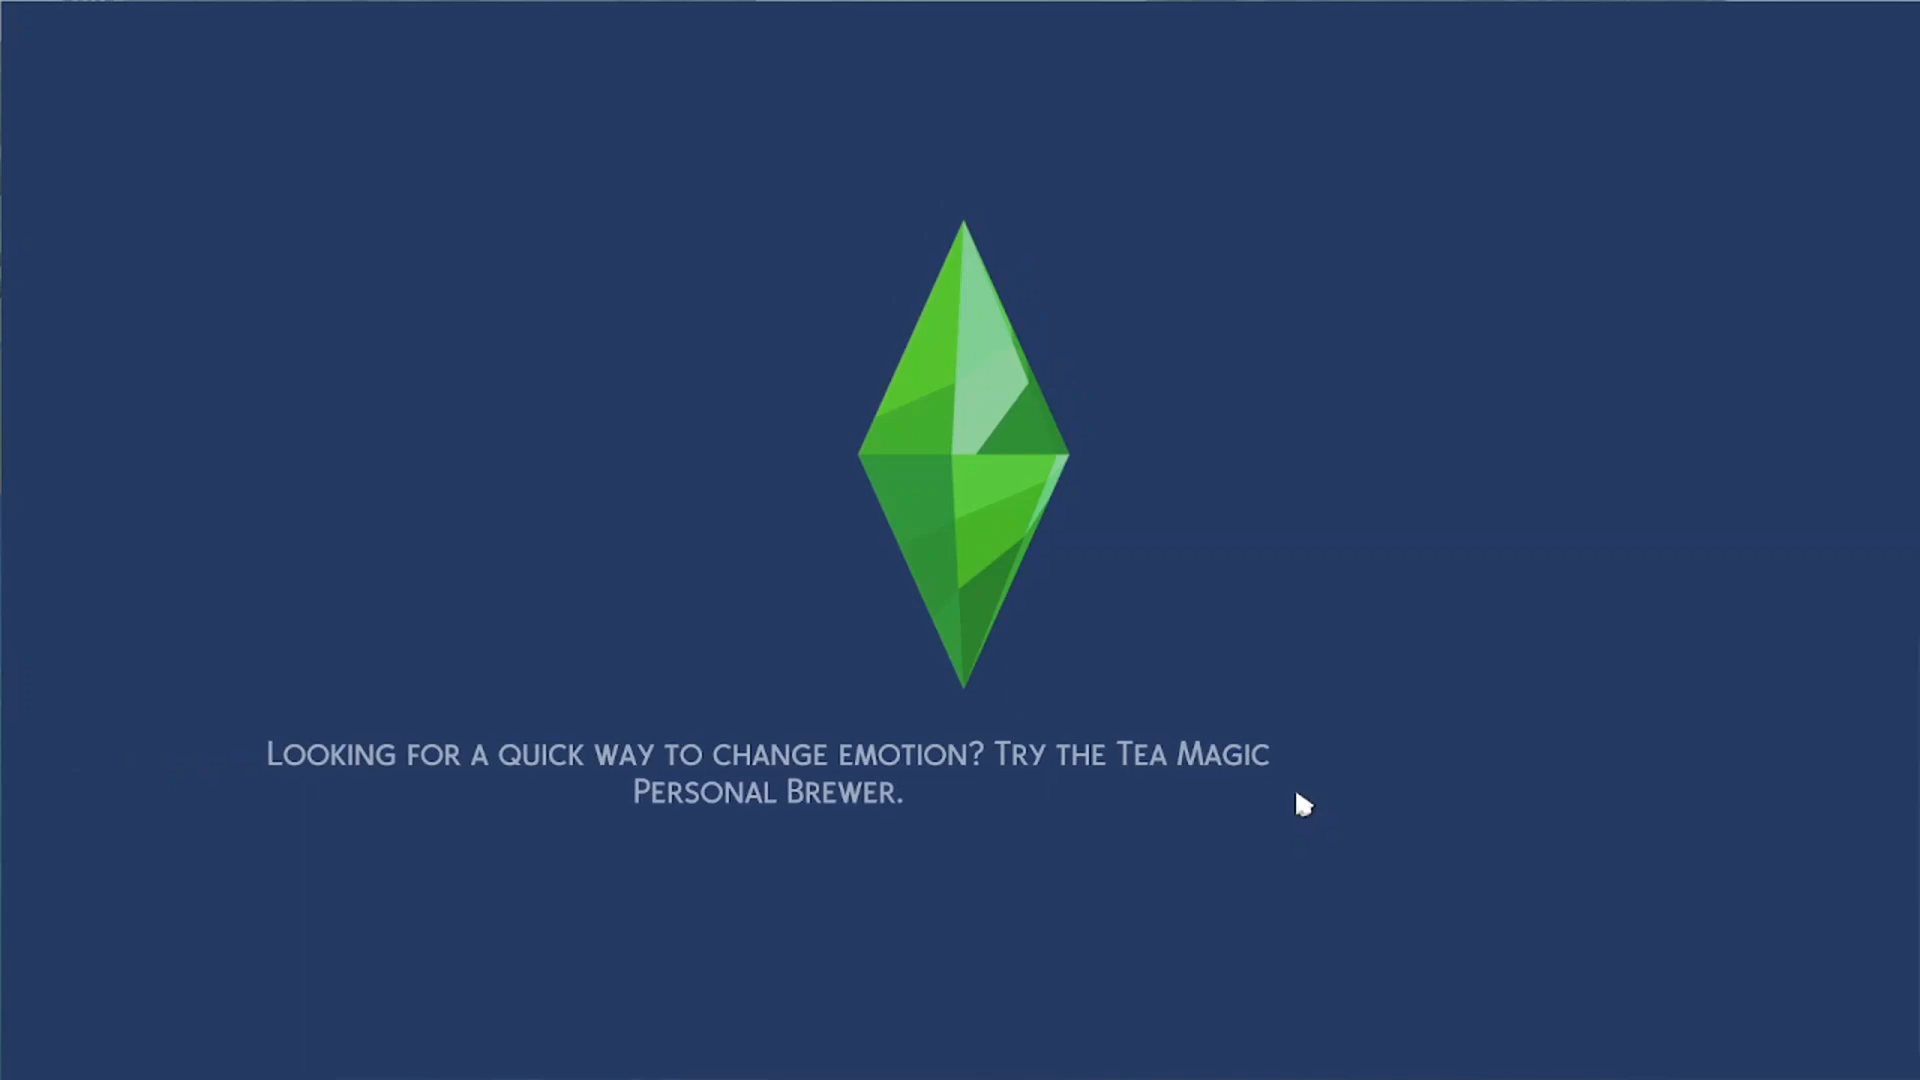 Looking for a quick way to change emotion? Try the Tea Magic
Personal Brewer.